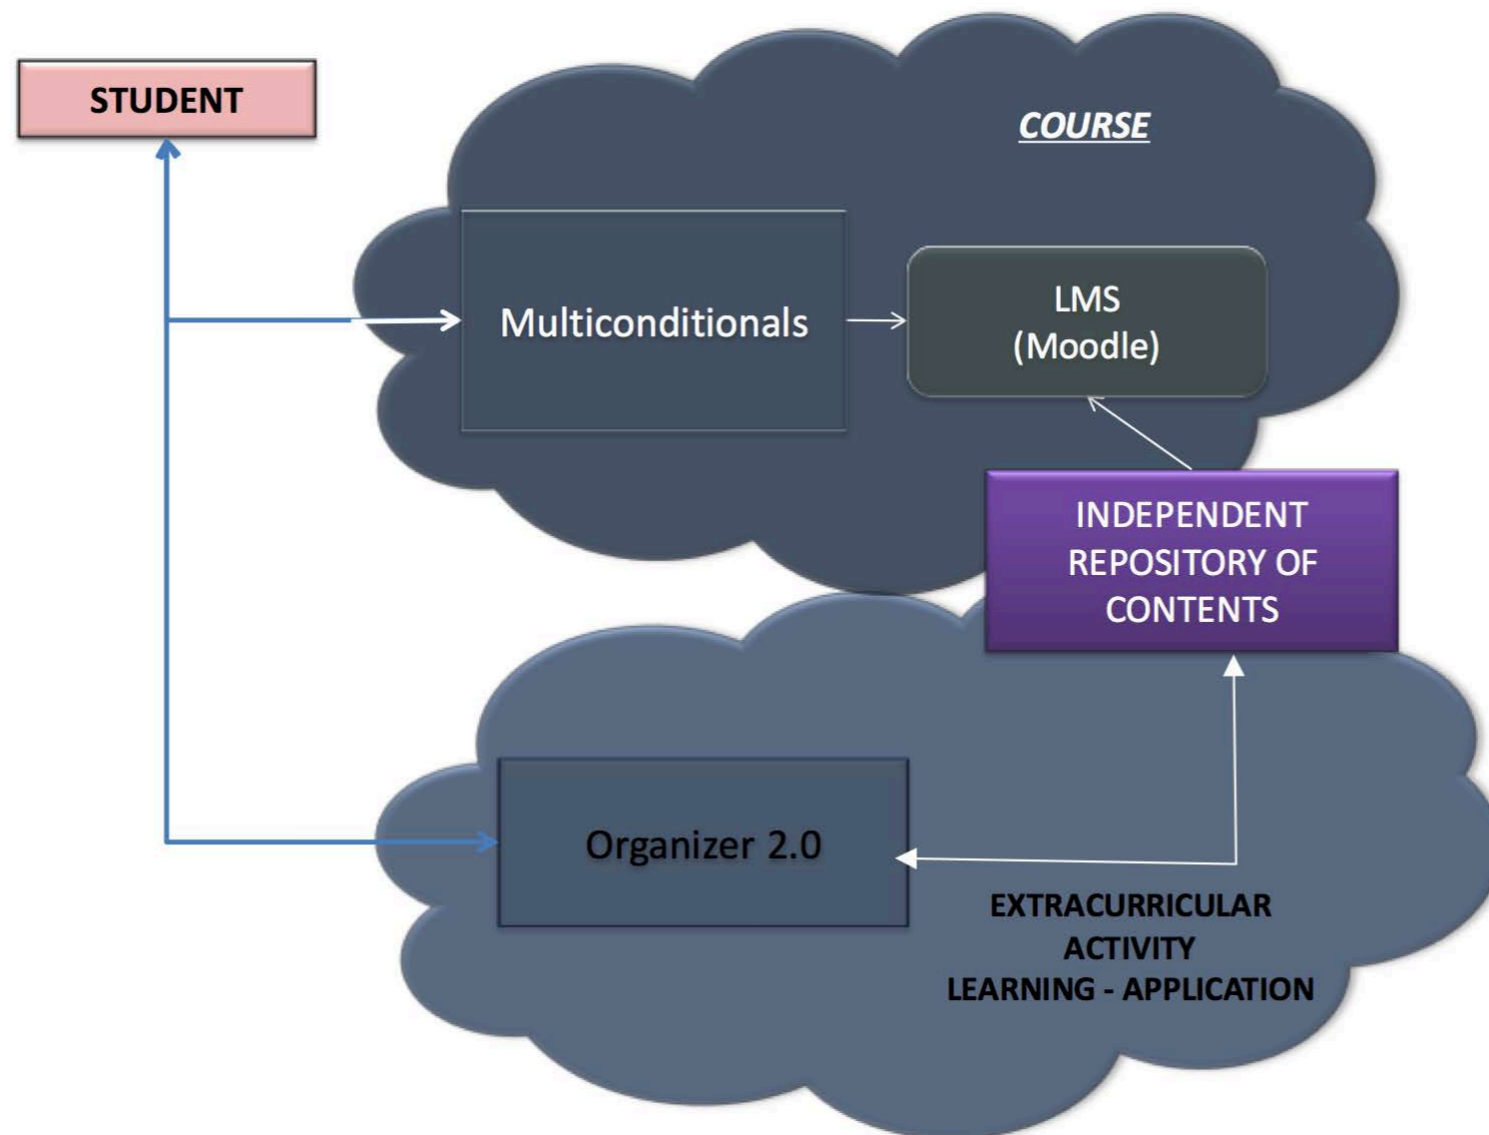 STUDENT
COURSE
Multiconditionals
LMS
(Moodle)
INDEPENDENT
REPOSITORY OF
CONTENTS
Organizer 2.0
EXTRACURRICULAR
ACTIVITY
LEARNING - APPLICATION